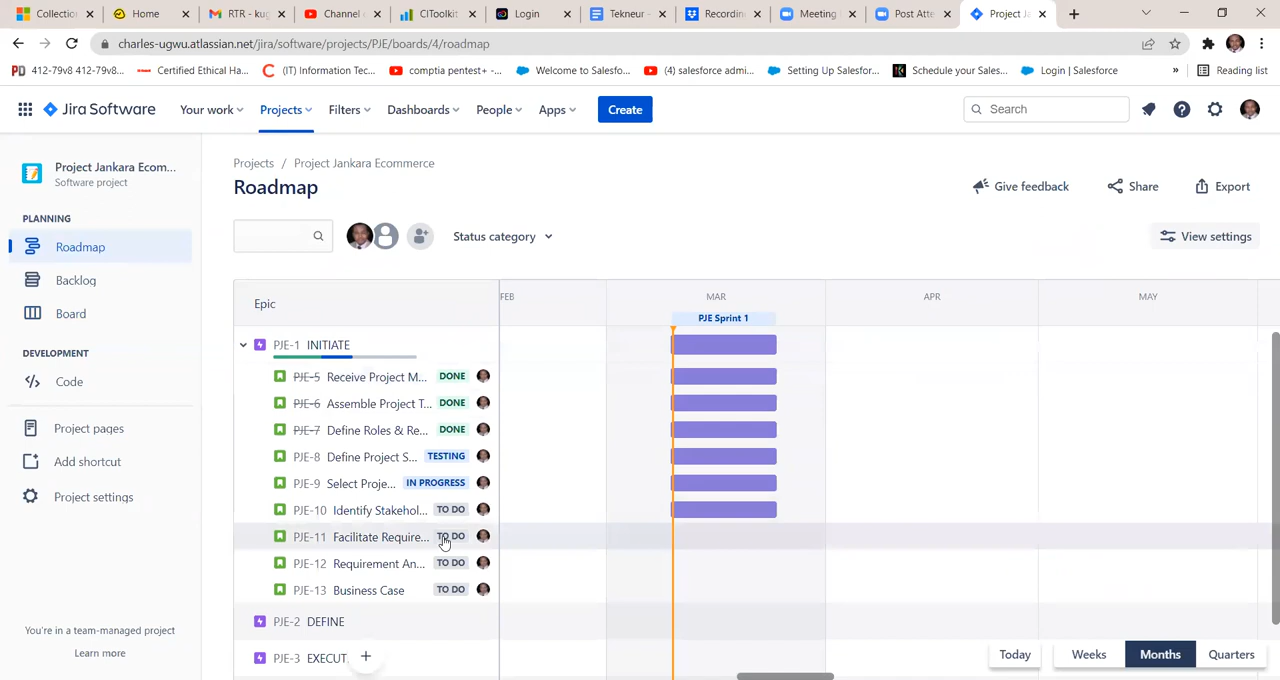 Collection
Home
RTR - kug
Channel
CIToolkit
Login
Tekneur -
Recordin
Meeting
Post Atte
Project Ja
charles-ugwu.atlassian.net/jira/software/projects/PJE/boards/4/roadmap
412-79v8 412-79v8...
Certified Ethical Ha...
(IT) Information Tec...
comptia pentest+ -...
Welcome to Salesfo...
(4) salesforce admi...
Setting Up Salesfor...
Schedule your Sales...
Login | Salesforce
»
Reading list
Jira Software
Your work
Projects
Filters
Dashboards
People
Apps
Create
Search
Project Jankara Ecom...
Software project
PLANNING
Roadmap
Backlog
Board
DEVELOPMENT
Code
Project pages
Add shortcut
Project settings
You're in a team-managed project
Learn more
Projects / Project Jankara Ecommerce
Roadmap
Give feedback
Share
Export
Status category
View settings
Epic
FEB
MAR
APR
MAY
PJE Sprint 1
PJE-1 INITIATE
PJE-5 Receive Project M... DONE
PJE-6 Assemble Project T... DONE
PJE-7 Define Roles & Re... DONE
PJE-8 Define Project S... TESTING
PJE-9 Select Proje... IN PROGRESS
PJE-10 Identify Stakehol... TO DO
PJE-11 Facilitate Require... TO DO
PJE-12 Requirement An... TO DO
PJE-13 Business Case TO DO
PJE-2 DEFINE
PJE-3 EXECUT
Today
Weeks
Months
Quarters